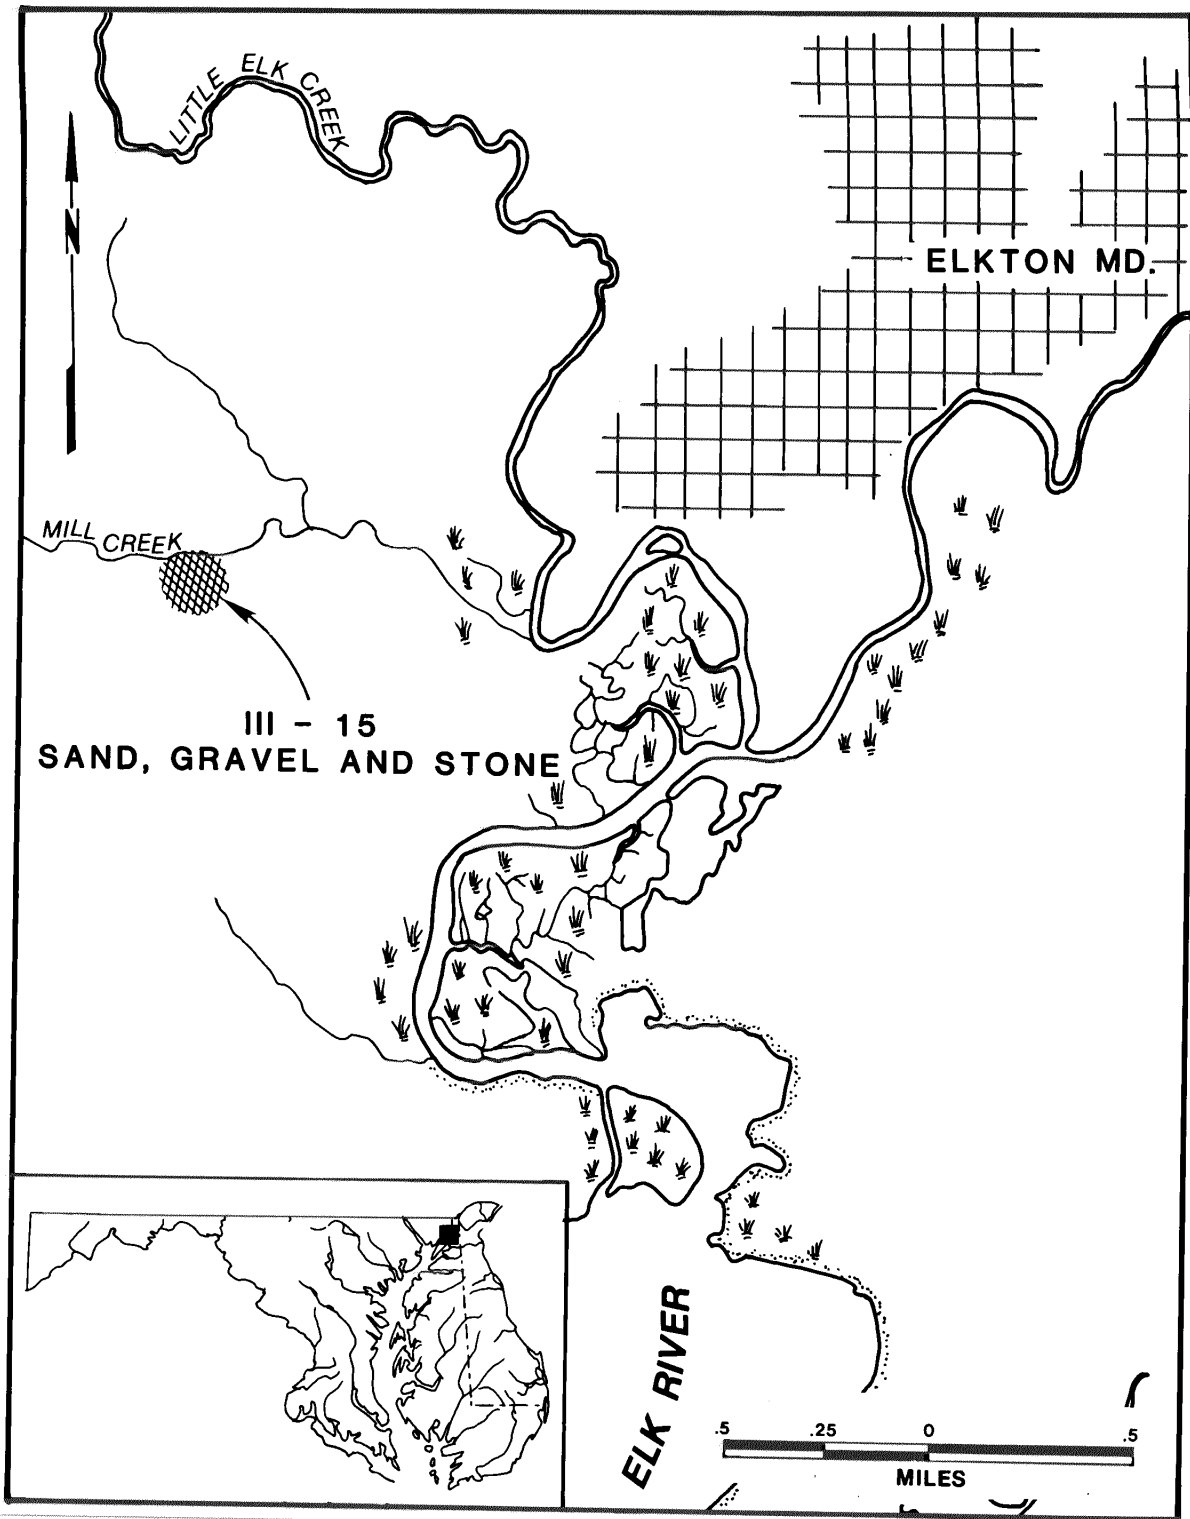 LITTLE ELK CREEK
N
ELKTON MD.
MILL CREEK
III - 15
SAND, GRAVEL AND STONE
ELK RIVER
.5 .25 0 .5
MILES